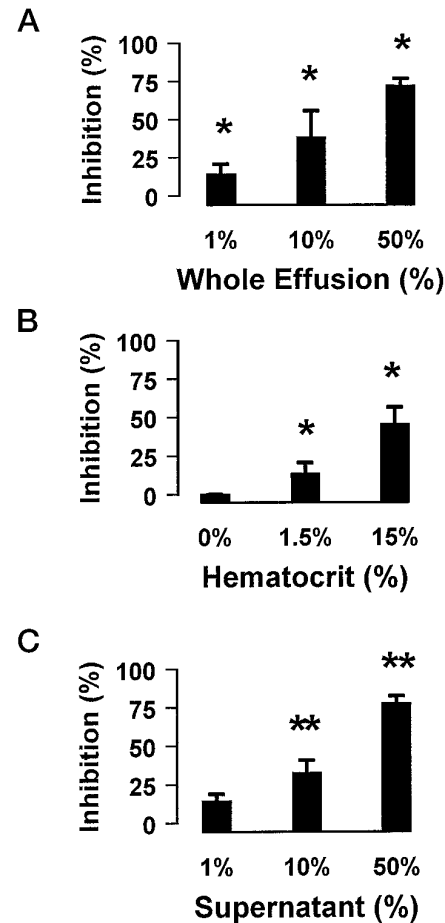 A
Inhibition (%)
100
75
50
25
0
*
*
*
1% 10% 50%
Whole Effusion (%)
B
Inhibition (%)
100
75
50
25
0
*
*
0% 1.5% 15%
Hematocrit (%)
C
Inhibition (%)
100
75
50
25
0
**
**
1% 10% 50%
Supernatant (%)